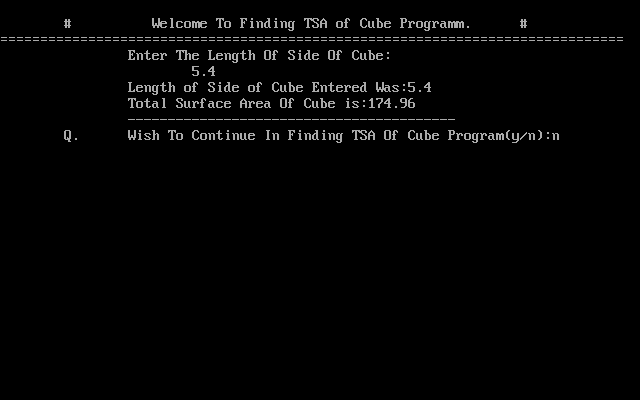 # Welcome To Finding TSA of Cube Programm. #
==============================================================================
Enter The Length Of Side Of Cube:
5.4
Length of Side of Cube Entered Was:5.4
Total Surface Area Of Cube is:174.96
-----------------------------------------
Q. Wish To Continue In Finding TSA Of Cube Program(y/n):n